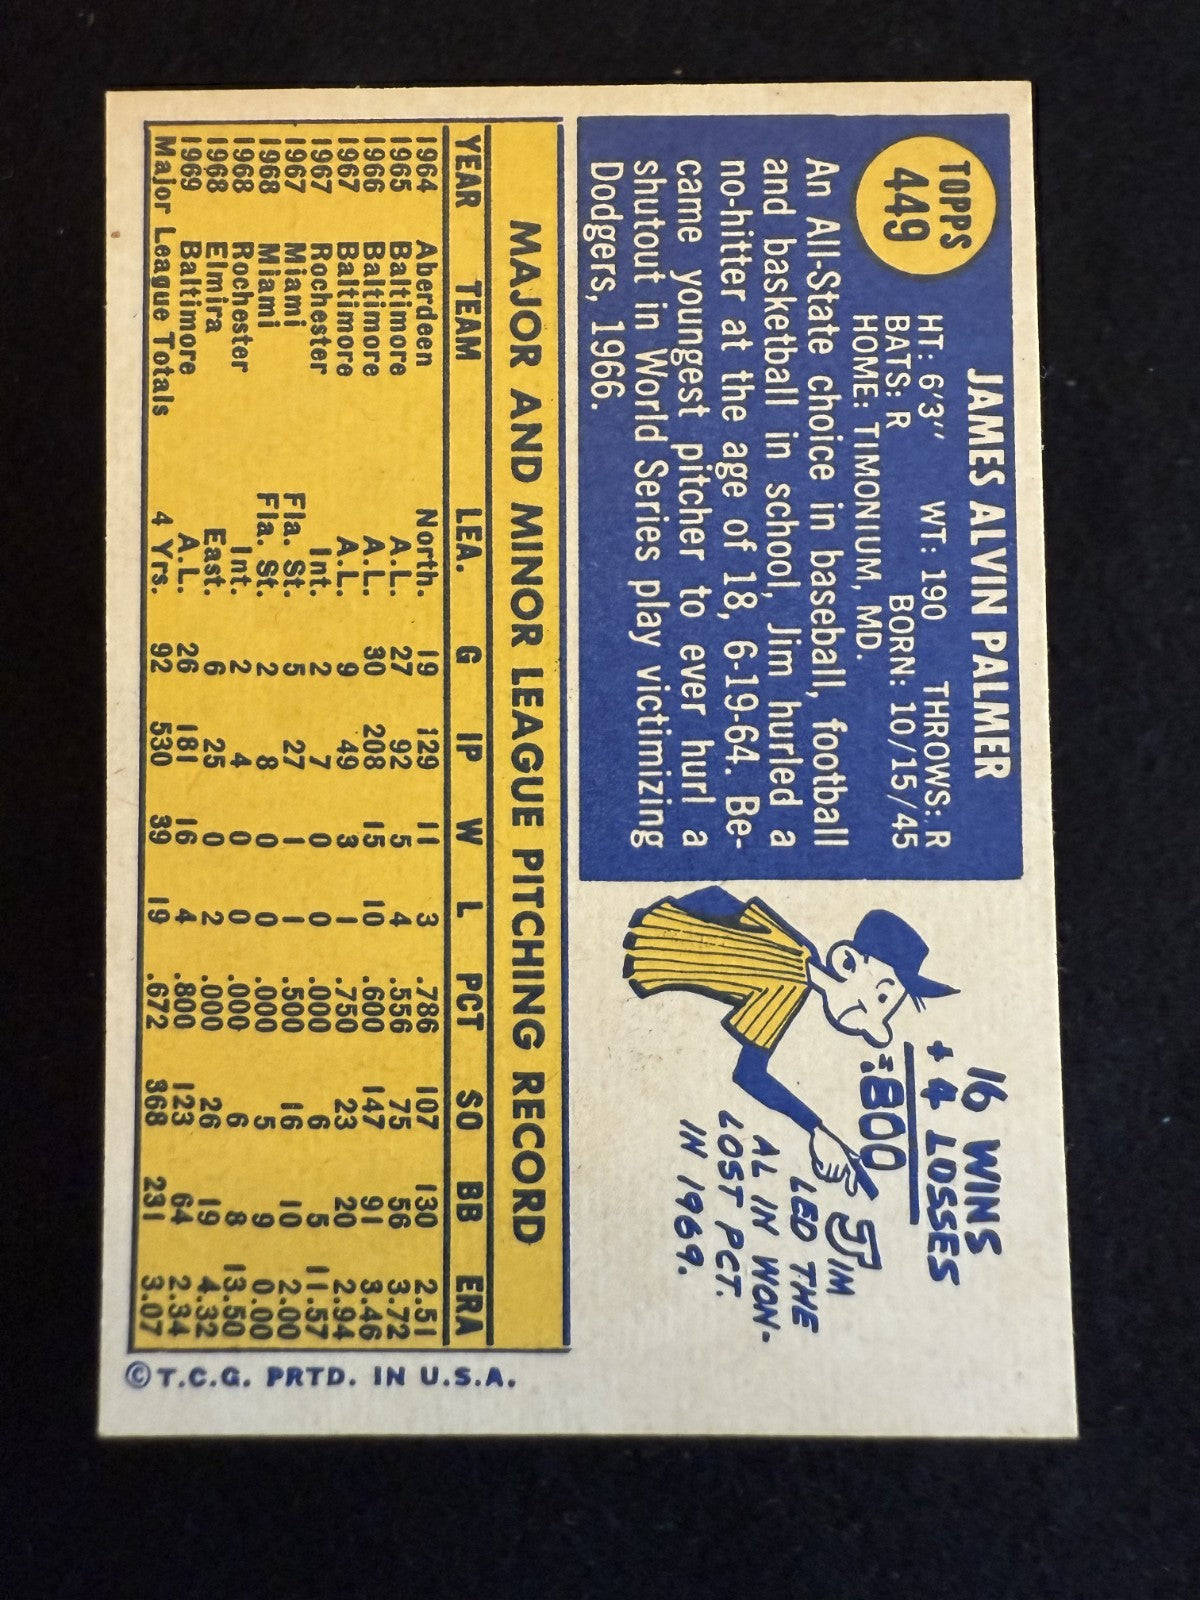 TOPPS
449
JAMES ALVIN PALMER
HT: 6'3" WT: 190 THROWS: R
BATS: R BORN: 10/15/45
HOME: TIMONIUM, MD.
An All-State choice in baseball, football
and basketball in school, Jim hurled a
no-hitter at the age of 18, 6-19-64. Be-
came youngest pitcher to ever hurl a
shutout in World Series play victimizing
Dodgers, 1966.
16 WINS
+ 4 LOSSES
=.800
JIM
LED THE
AL IN WON-
LOST PCT.
IN 1969.
MAJOR AND MINOR LEAGUE PITCHING RECORD
YEAR TEAM LEA. G IP W L PCT SO BB ERA
1964 Aberdeen North. 19 129 11 3 .786 107 130 2.51
1965 Baltimore A.L. 27 92 5 4 .556 75 56 3.72
1966 Baltimore A.L. 30 208 15 10 .600 147 91 3.46
1967 Baltimore A.L. 9 49 3 1 .750 23 20 2.94
1967 Rochester Int. 2 7 0 0 .000 6 5 11.57
1967 Miami Fla. St. 5 27 1 1 .500 16 10 2.00
1968 Miami Fla. St. 2 8 0 0 .000 5 9 0.00
1968 Rochester Int. 2 4 0 0 .000 6 8 13.50
1968 Elmira East. 6 25 0 2 .000 26 19 4.32
1969 Baltimore A.L. 26 181 16 4 .800 123 64 2.34
Major League Totals 4 Yrs. 92 530 39 19 .672 368 231 3.07
© T.C.G. PRTD. IN U.S.A.